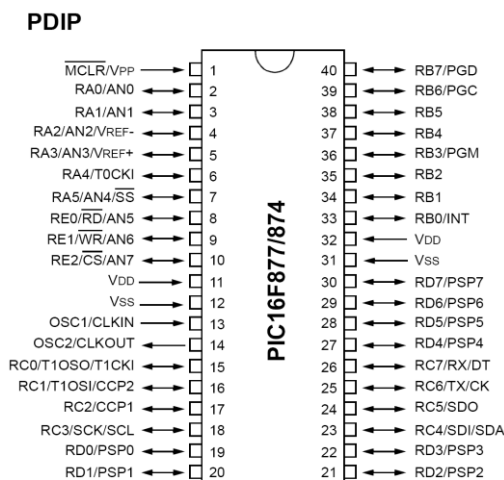 PDIP
MCLR/VPP 1 40 RB7/PGD
RA0/AN0 2 39 RB6/PGC
RA1/AN1 3 38 RB5
RA2/AN2/VREF- 4 37 RB4
RA3/AN3/VREF+ 5 36 RB3/PGM
RA4/T0CKI 6 35 RB2
RA5/AN4/SS 7 34 RB1
RE0/RD/AN5 8 33 RB0/INT
RE1/WR/AN6 9 32 VDD
RE2/CS/AN7 10 31 VSS
VDD 11 30 RD7/PSP7
VSS 12 29 RD6/PSP6
OSC1/CLKIN 13 28 RD5/PSP5
OSC2/CLKOUT 14 27 RD4/PSP4
RC0/T1OSO/T1CKI 15 26 RC7/RX/DT
RC1/T1OSI/CCP2 16 25 RC6/TX/CK
RC2/CCP1 17 24 RC5/SDO
RC3/SCK/SCL 18 23 RC4/SDI/SDA
RD0/PSP0 19 22 RD3/PSP3
RD1/PSP1 20 21 RD2/PSP2
PIC16F877/874